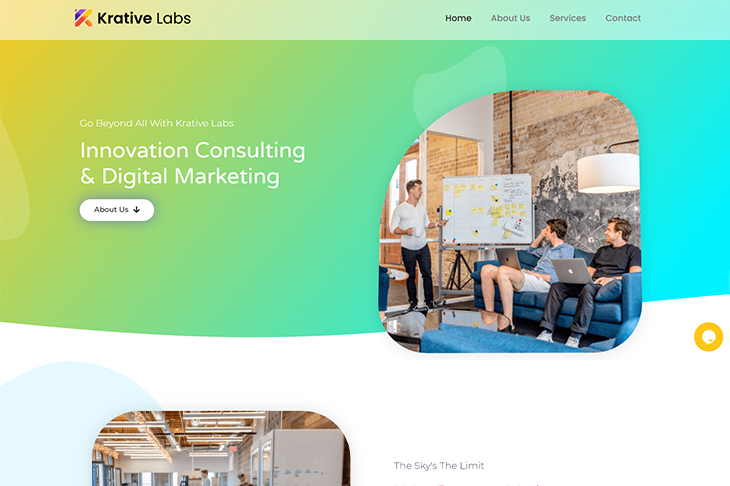 Krative Labs
Home
About Us
Services
Contact
Go Beyond All With Krative Labs
Innovation Consulting
& Digital Marketing
About Us
The Sky's The Limit